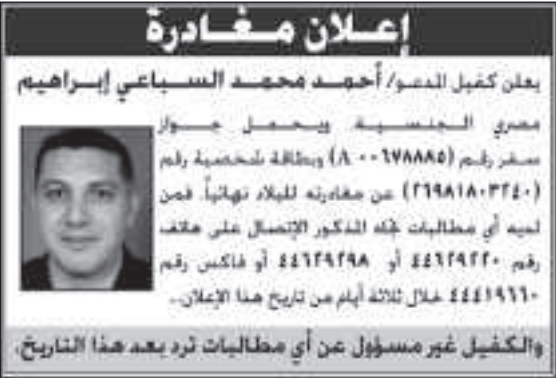 إعلان مغادرة
يعلن كفيل المدعو/ أحمد محمد السباعي إبراهيم
مصري الجنسية ويحمل جواز
سفر رقم (٨٠٠٦٧٨٨٨٥) وبطاقة شخصية رقم
(٢٦٩٨١٨٠٣٢٤٠) عن مغادرته للبلاد نهائياً. فمن
لديه أي مطالبات تجاه المذكور الإتصال على هاتف
رقم ٤٤٦٢٩٢٢٠ أو ٤٤٦٢٩٢٩٨ أو فاكس رقم
٤٤٤١٩٦٦٠ خلال ثلاثة أيام من تاريخ هذا الإعلان..
والكفيل غير مسؤول عن أي مطالبات ترد بعد هذا التاريخ.